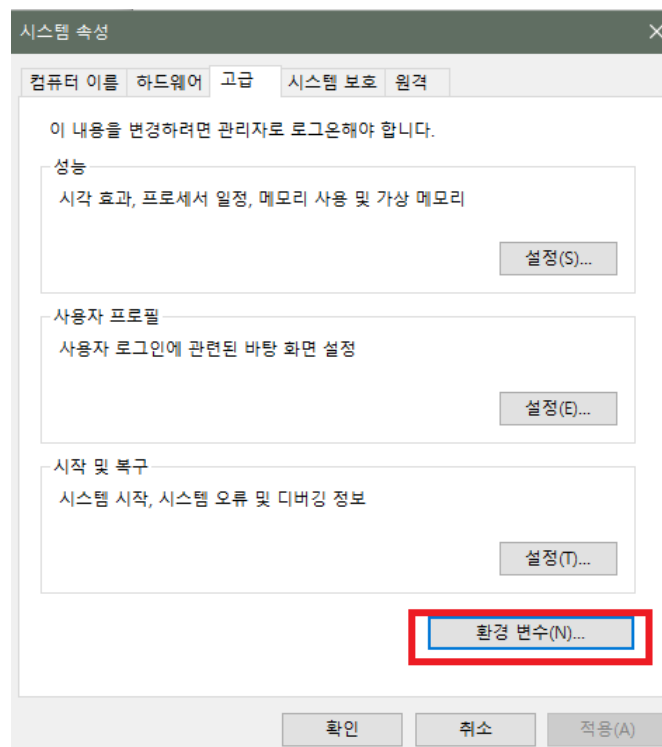 시스템 속성
컴퓨터 이름 하드웨어 고급 시스템 보호 원격
이 내용을 변경하려면 관리자로 로그온해야 합니다.
성능
시각 효과, 프로세서 일정, 메모리 사용 및 가상 메모리
설정(S)...
사용자 프로필
사용자 로그인에 관련된 바탕 화면 설정
설정(E)...
시작 및 복구
시스템 시작, 시스템 오류 및 디버깅 정보
설정(T)...
환경 변수(N)...
확인 취소 적용(A)